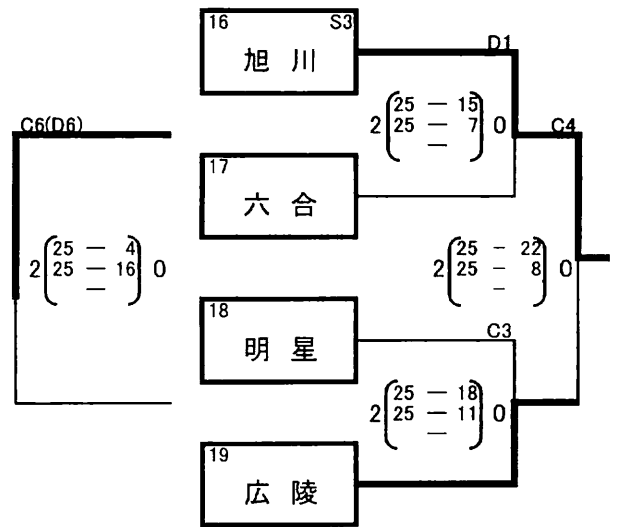 16 S3
旭川
D1
2 25 — 15 0
25 — 7
—
C6(D6)
C4
17
六合
2 25 — 4 0
25 — 16
—
2 25 - 22 0
25 - 8
-
18
明星
C3
2 25 — 18 0
25 — 11
—
19
広陵